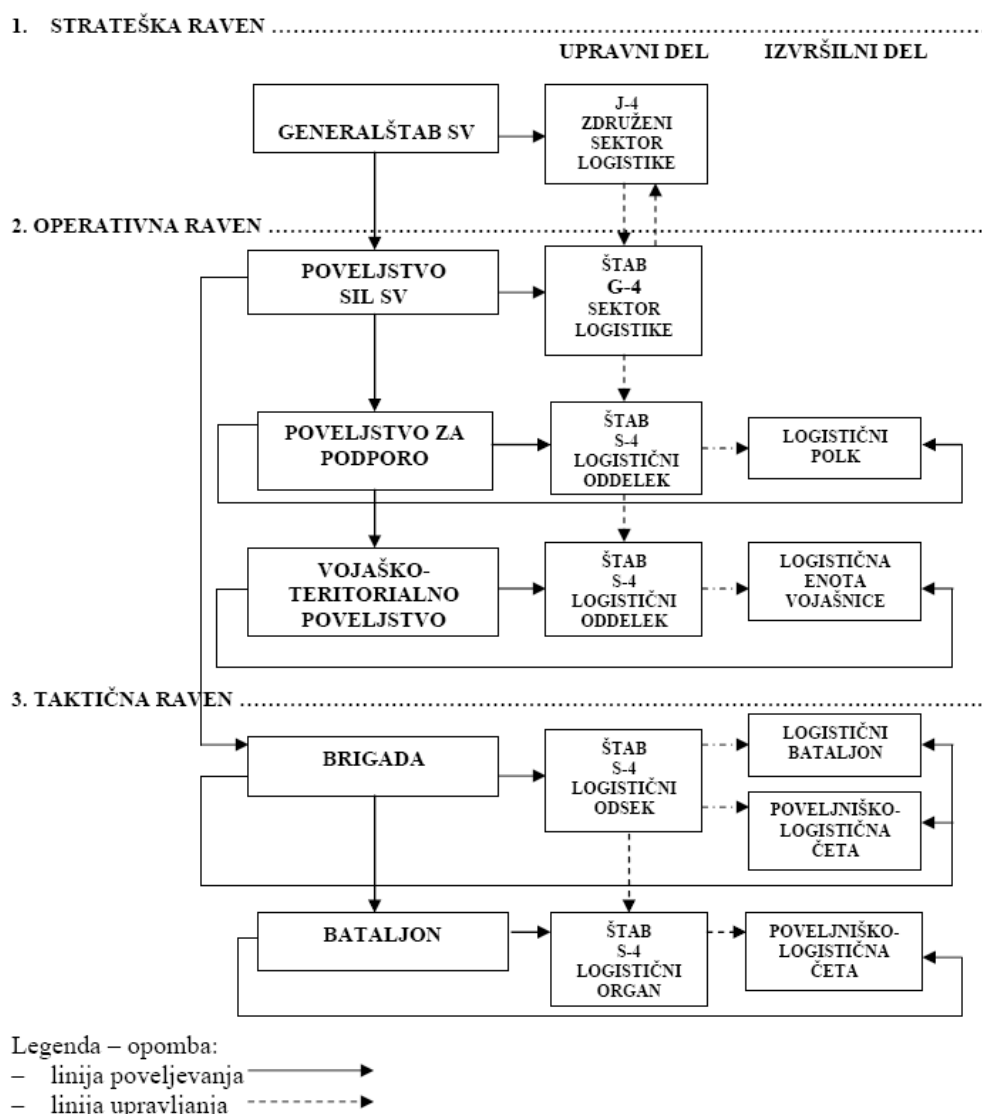 1. STRATEŠKA RAVEN ........................................................................
UPRAVNI DEL IZVRŠILNI DEL
GENERALŠTAB SV
J-4
ZDRUŽENI
SEKTOR
LOGISTIKE
2. OPERATIVNA RAVEN ........................................................................
POVELJSTVO
SIL SV
ŠTAB
G-4
SEKTOR
LOGISTIKE
POVELJSTVO ZA
PODPORO
ŠTAB
S-4
LOGISTIČNI
ODDELEK
LOGISTIČNI
POLK
VOJAŠKO-
TERITORIALNO
POVELJSTVO
ŠTAB
S-4
LOGISTIČNI
ODDELEK
LOGISTIČNA
ENOTA
VOJAŠNICE
3. TAKTIČNA RAVEN ........................................................................
BRIGADA
ŠTAB
S-4
LOGISTIČNI
ODSEK
LOGISTIČNI
BATALJON
POVELJNIŠKO-
LOGISTIČNA
ČETA
BATALJON
ŠTAB
S-4
LOGISTIČNI
ORGAN
POVELJNIŠKO-
LOGISTIČNA
ČETA
Legenda – opomba:
– linija poveljevanja
– linija upravljanja